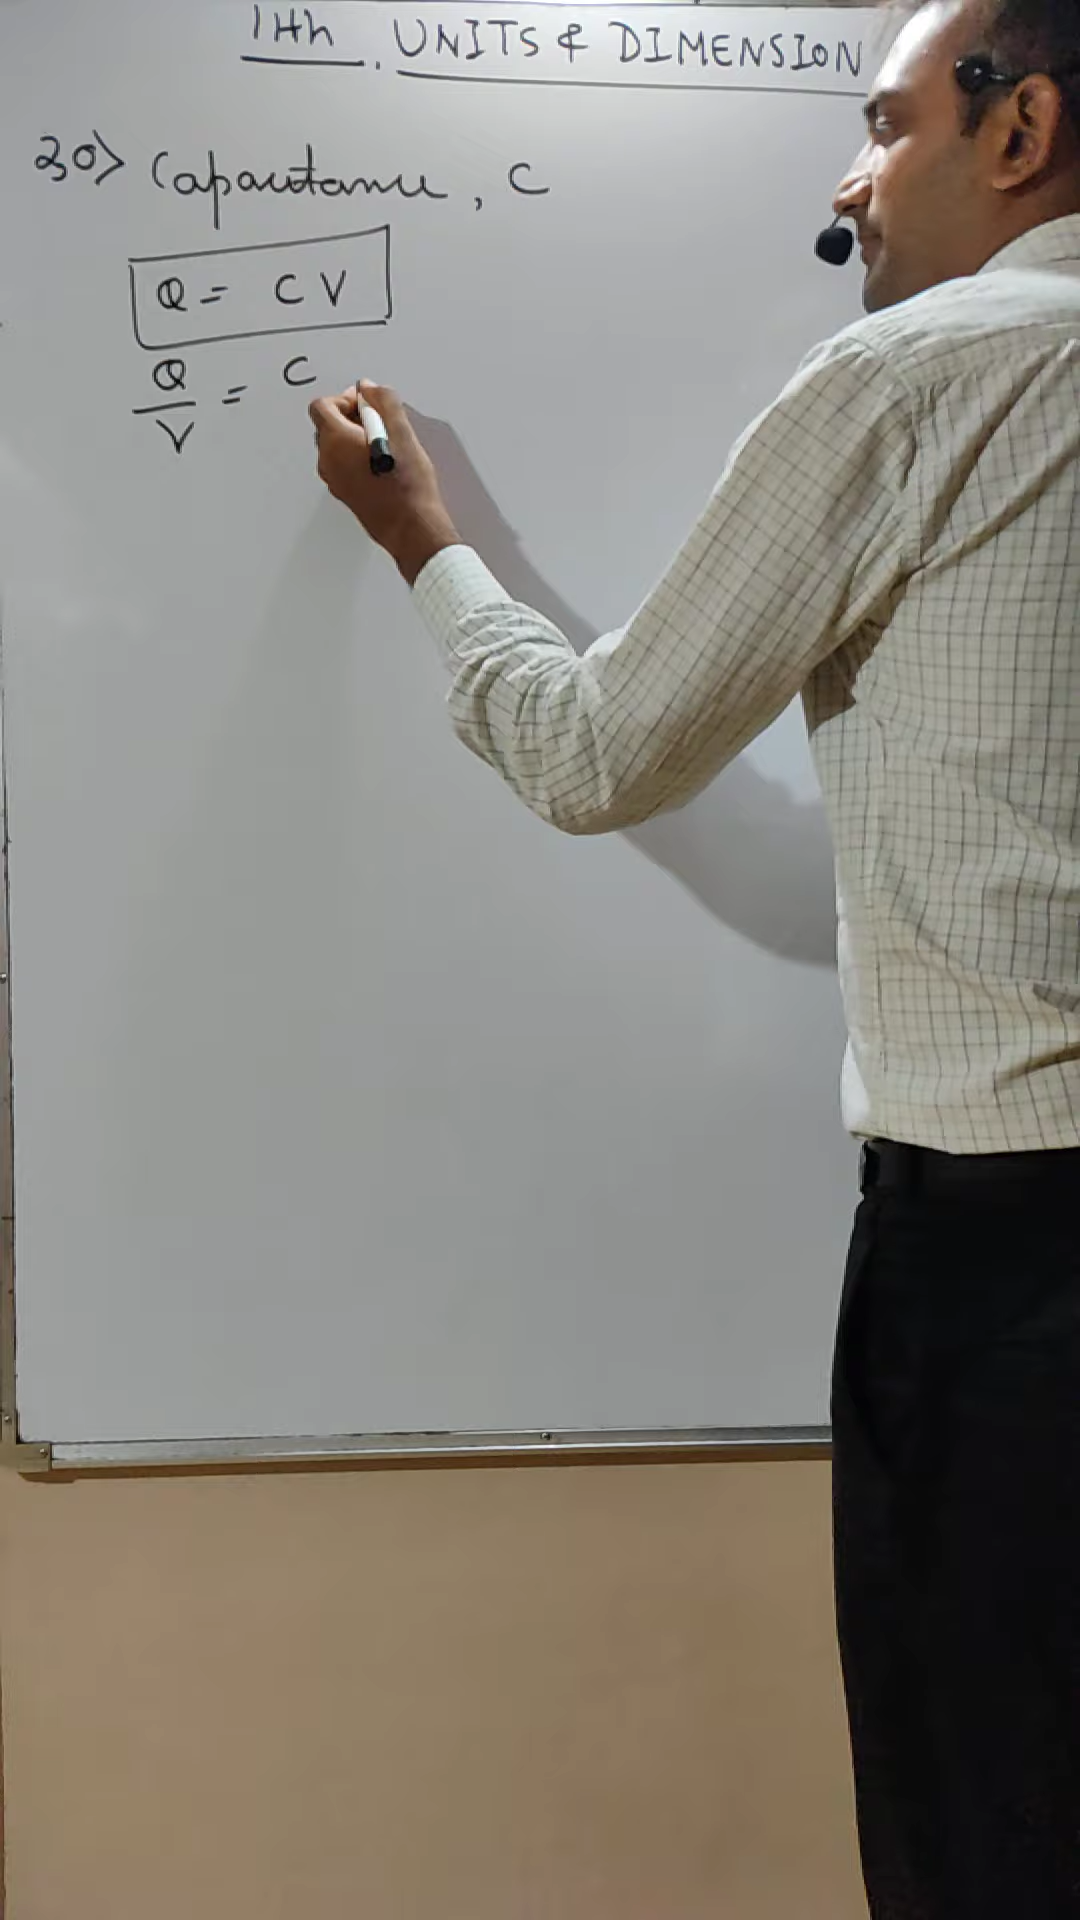 11th. UNITS & DIMENSION
30> Capacitance, C
Q = CV
Q/V = C